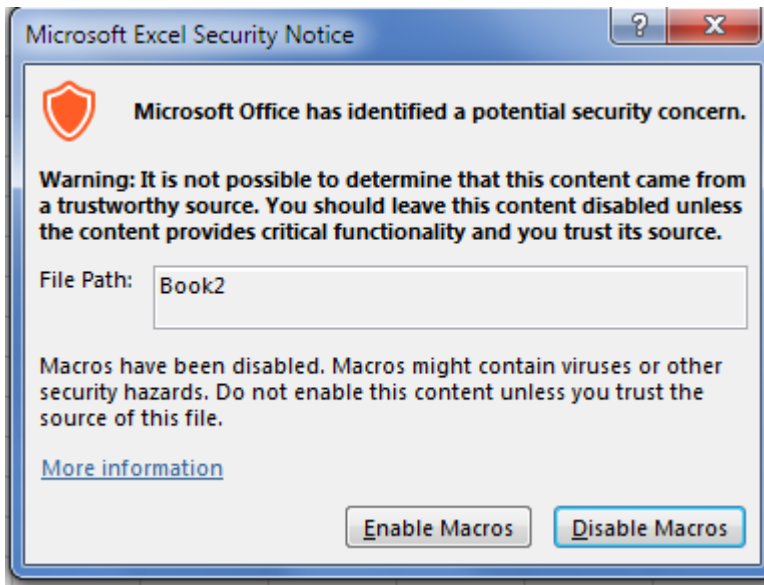 Microsoft Excel Security Notice
Microsoft Office has identified a potential security concern.
Warning: It is not possible to determine that this content came from
a trustworthy source. You should leave this content disabled unless
the content provides critical functionality and you trust its source.
File Path: Book2
Macros have been disabled. Macros might contain viruses or other
security hazards. Do not enable this content unless you trust the
source of this file.
More information
Enable Macros Disable Macros